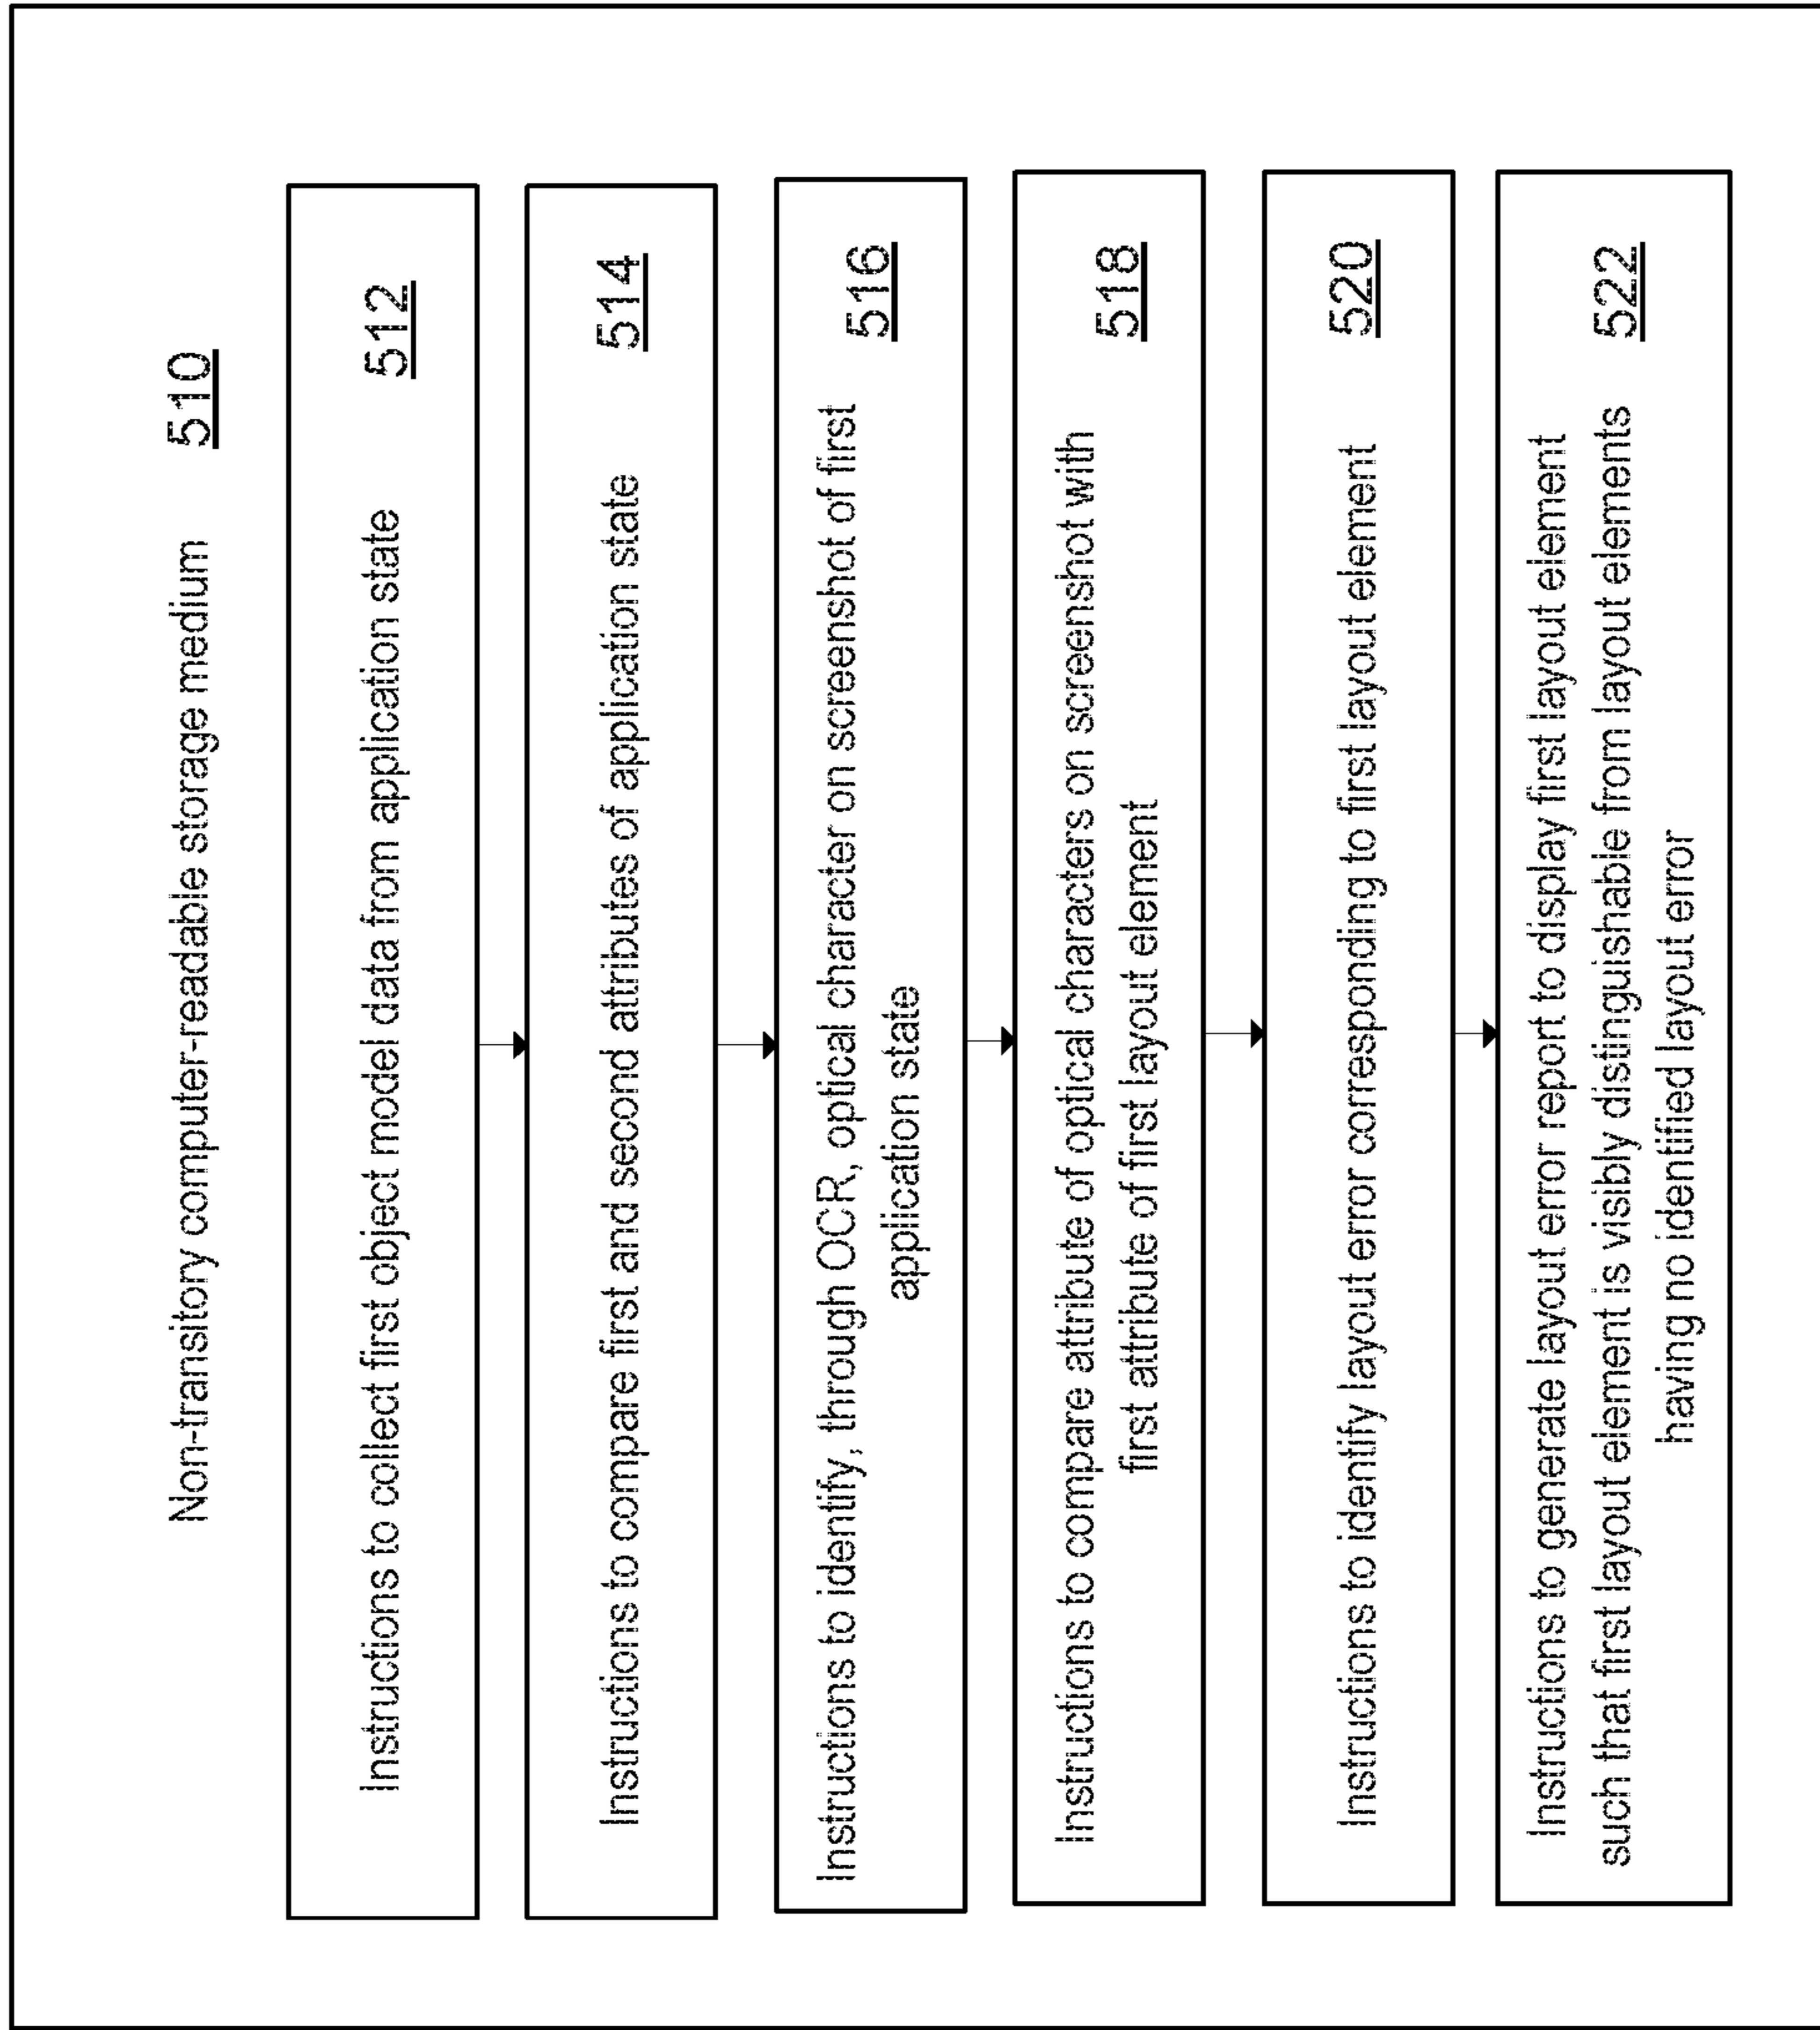 Non-transitory computer-readable storage medium 510
Instructions to collect first object model data from application state 512
Instructions to compare first and second attributes of application state 514
Instructions to identify, through OCR, optical character on screenshot of first 516
application state
Instructions to compare attribute of optical characters on screenshot with 518
first attribute of first layout element
Instructions to identify layout error corresponding to first layout element 520
Instructions to generate layout error report to display first layout element
such that first layout element is visibly distinguishable from layout elements 522
having no identified layout error